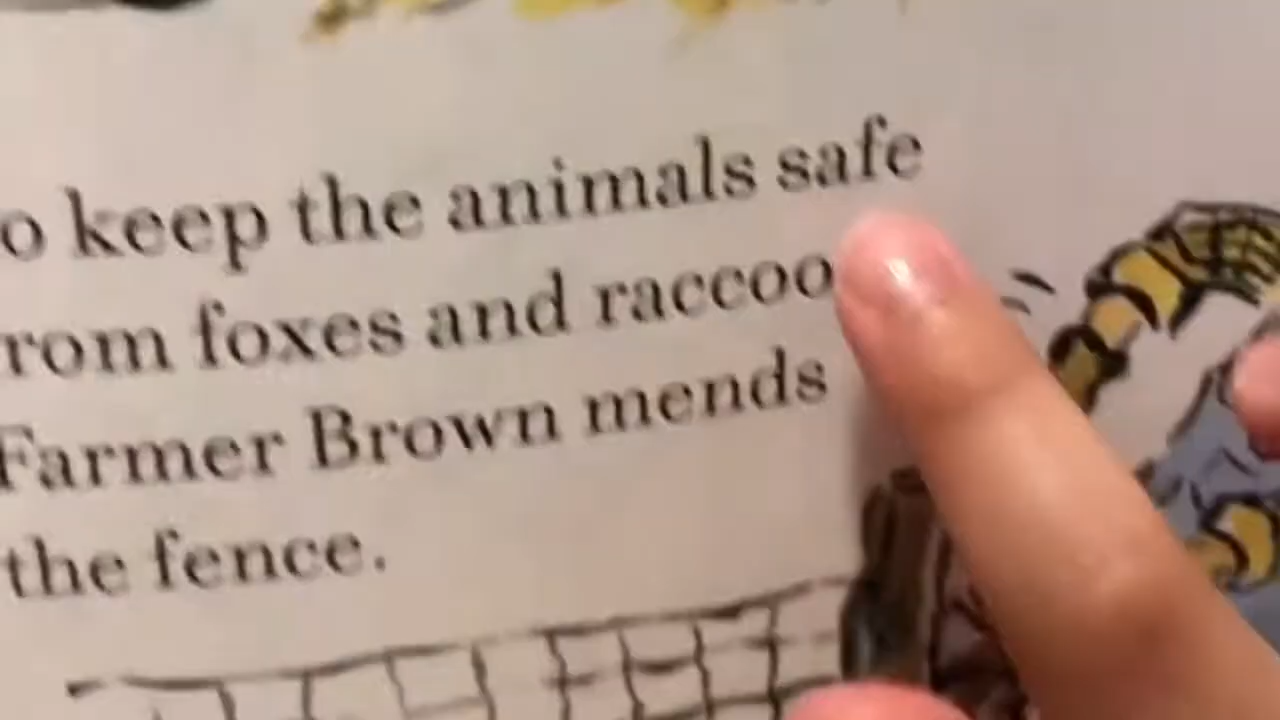 o keep the animals safe
rom foxes and raccoo
Farmer Brown mends
the fence.